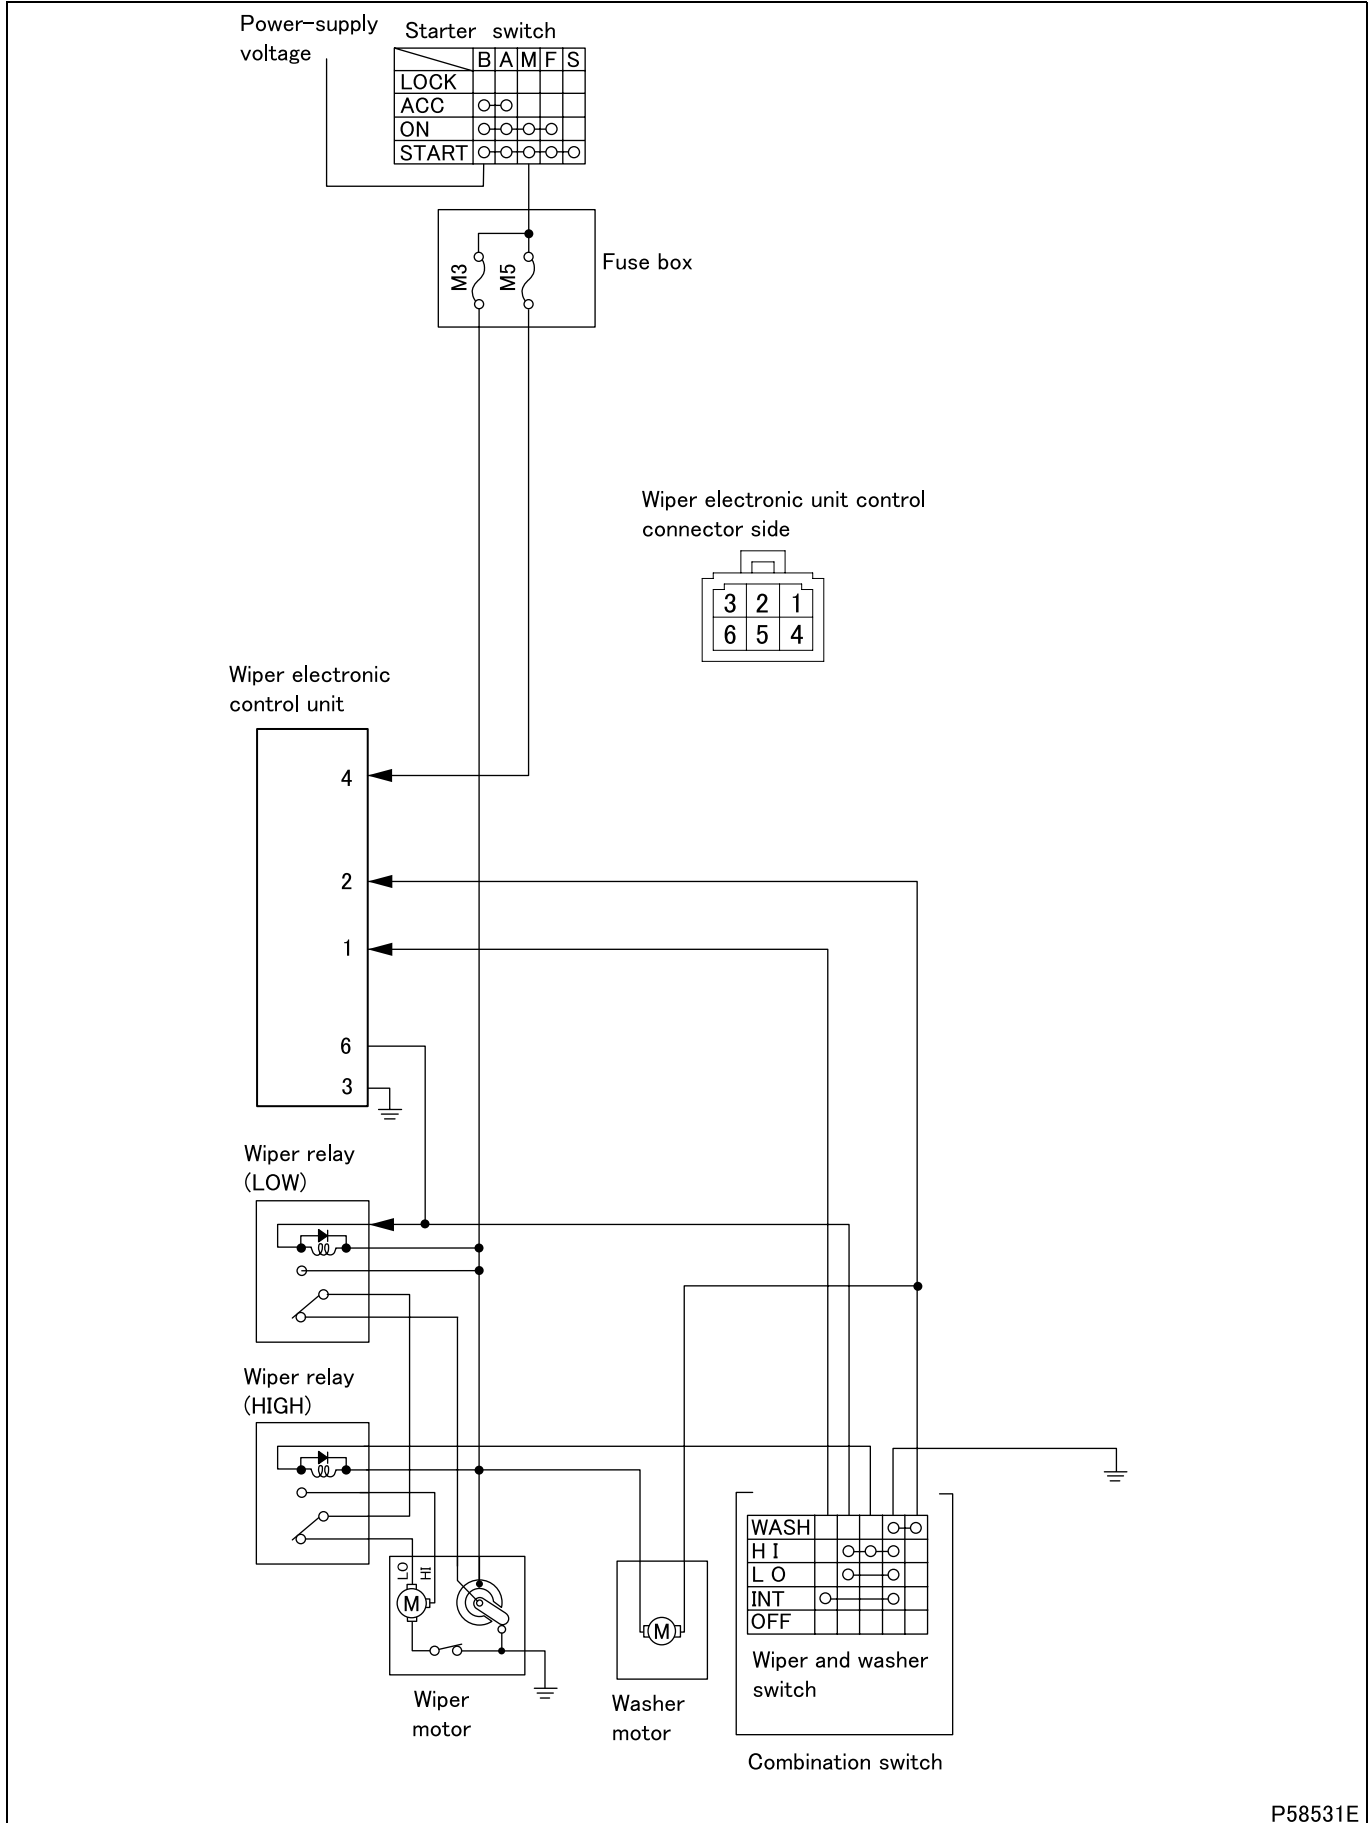 Power-supply
voltage
Starter switch
B A M F S
LOCK
ACC
ON
START
M3
M5
Fuse box
Wiper electronic unit control
connector side
3 2 1
6 5 4
Wiper electronic
control unit
4
2
1
6
3
Wiper relay
(LOW)
Wiper relay
(HIGH)
LO
HI
M
M
WASH
H I
L O
INT
OFF
Wiper and washer
switch
Wiper
motor
Washer
motor
Combination switch
P58531E